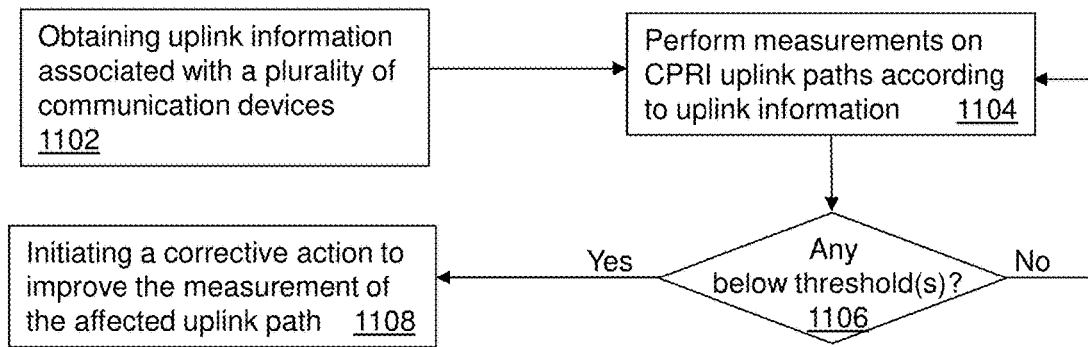 Obtaining uplink information
associated with a plurality of
communication devices
1102
Perform measurements on
CPRI uplink paths according
to uplink information 1104
Any
below threshold(s)?
1106
Yes
No
Initiating a corrective action to
improve the measurement of
the affected uplink path 1108